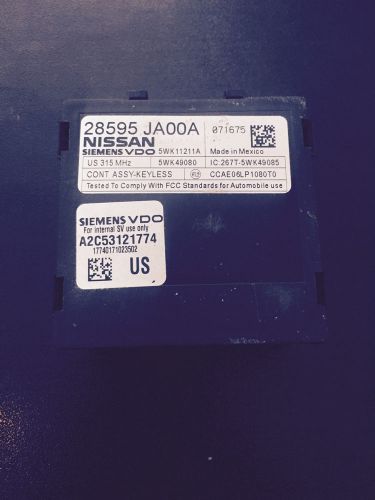 28595 JA00A 071675
NISSAN
SIEMENS VDO 5WK11211A Made in Mexico
US 315 MHz 5WK49080 IC:267T-5WK49085
CONT ASSY-KEYLESS CCAE06LP1080T0
Tested To Comply With FCC Standards for Automobile use
SIEMENS VDO
For internal SV use only
A2C53121774
17740171023502
US